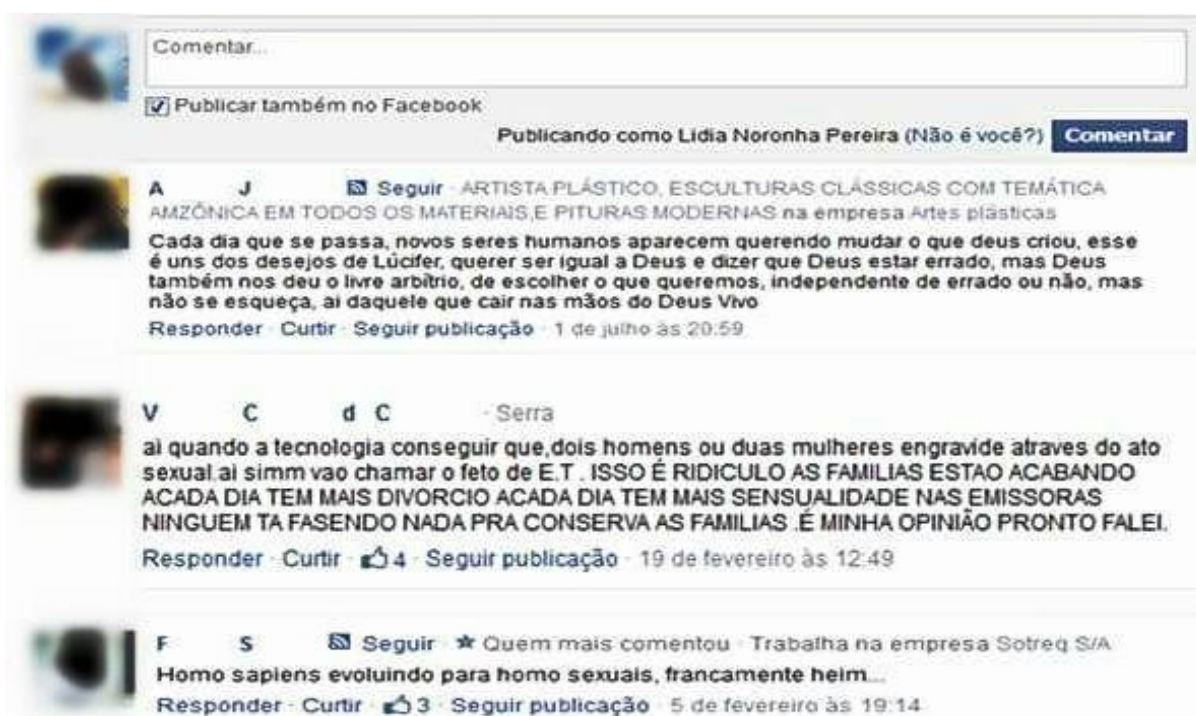 Comentar...
Publicar também no Facebook
Publicando como Lidia Noronha Pereira (Não é você?) Comentar
A J Seguir · ARTISTA PLÁSTICO, ESCULTURAS CLÁSSICAS COM TEMÁTICA
AMZÔNICA EM TODOS OS MATERIAIS,E PITURAS MODERNAS na empresa Artes plásticas
Cada dia que se passa, novos seres humanos aparecem querendo mudar o que deus criou, esse
é uns dos desejos de Lúcifer, querer ser igual a Deus e dizer que Deus estar errado, mas Deus
também nos deu o livre arbítrio, de escolher o que queremos, independente de errado ou não, mas
não se esqueça, ai daquele que cair nas mãos do Deus Vivo
Responder · Curtir · Seguir publicação · 1 de julho às 20:59
V C d C · Serra
ai quando a tecnologia conseguir que,dois homens ou duas mulheres engravide atraves do ato
sexual.ai simm vao chamar o feto de E.T . ISSO É RIDICULO AS FAMILIAS ESTAO ACABANDO
ACADA DIA TEM MAIS DIVORCIO ACADA DIA TEM MAIS SENSUALIDADE NAS EMISSORAS
NINGUEM TA FASENDO NADA PRA CONSERVA AS FAMILIAS .É MINHA OPINIÃO PRONTO FALEI.
Responder · Curtir · 4 · Seguir publicação · 19 de fevereiro às 12:49
F S Seguir · Quem mais comentou · Trabalha na empresa Sotreq S/A
Homo sapiens evoluindo para homo sexuais, francamente heim...
Responder · Curtir · 3 · Seguir publicação · 5 de fevereiro às 19:14